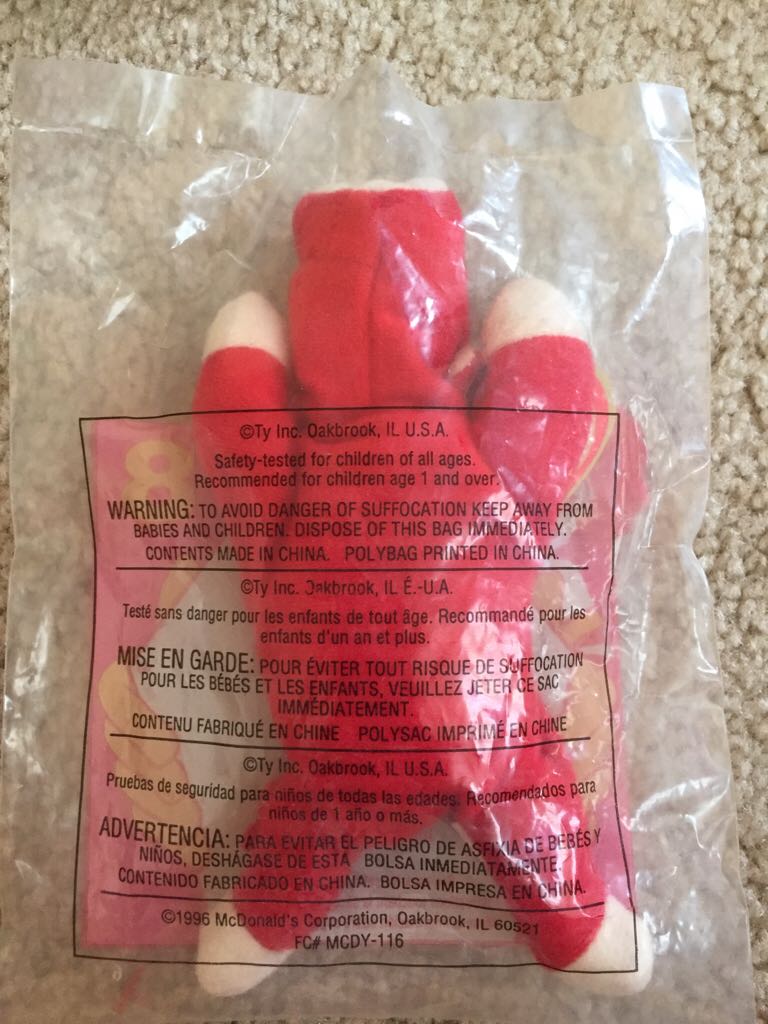 ©Ty Inc. Oakbrook, IL U.S.A.
Safety-tested for children of all ages.
Recommended for children age 1 and over.
WARNING: TO AVOID DANGER OF SUFFOCATION KEEP AWAY FROM
BABIES AND CHILDREN. DISPOSE OF THIS BAG IMMEDIATELY.
CONTENTS MADE IN CHINA. POLYBAG PRINTED IN CHINA.
©Ty Inc. Oakbrook, IL É.-U.A.
Testé sans danger pour les enfants de tout âge. Recommandé pour les
enfants d'un an et plus.
MISE EN GARDE: POUR ÉVITER TOUT RISQUE DE SUFFOCATION
POUR LES BÉBÉS ET LES ENFANTS, VEUILLEZ JETER CE SAC
IMMÉDIATEMENT.
CONTENU FABRIQUÉ EN CHINE POLYSAC IMPRIMÉ EN CHINE
©Ty Inc. Oakbrook, IL U.S.A.
Pruebas de seguridad para niños de todas las edades. Recomendados para
niños de 1 año o más.
ADVERTENCIA: PARA EVITAR EL PELIGRO DE ASFIXIA DE BEBÉS Y
NIÑOS, DESHÁGASE DE ESTA BOLSA INMEDIATAMENTE.
CONTENIDO FABRICADO EN CHINA. BOLSA IMPRESA EN CHINA.
©1996 McDonald's Corporation, Oakbrook, IL 60521
FC# MCDY-116